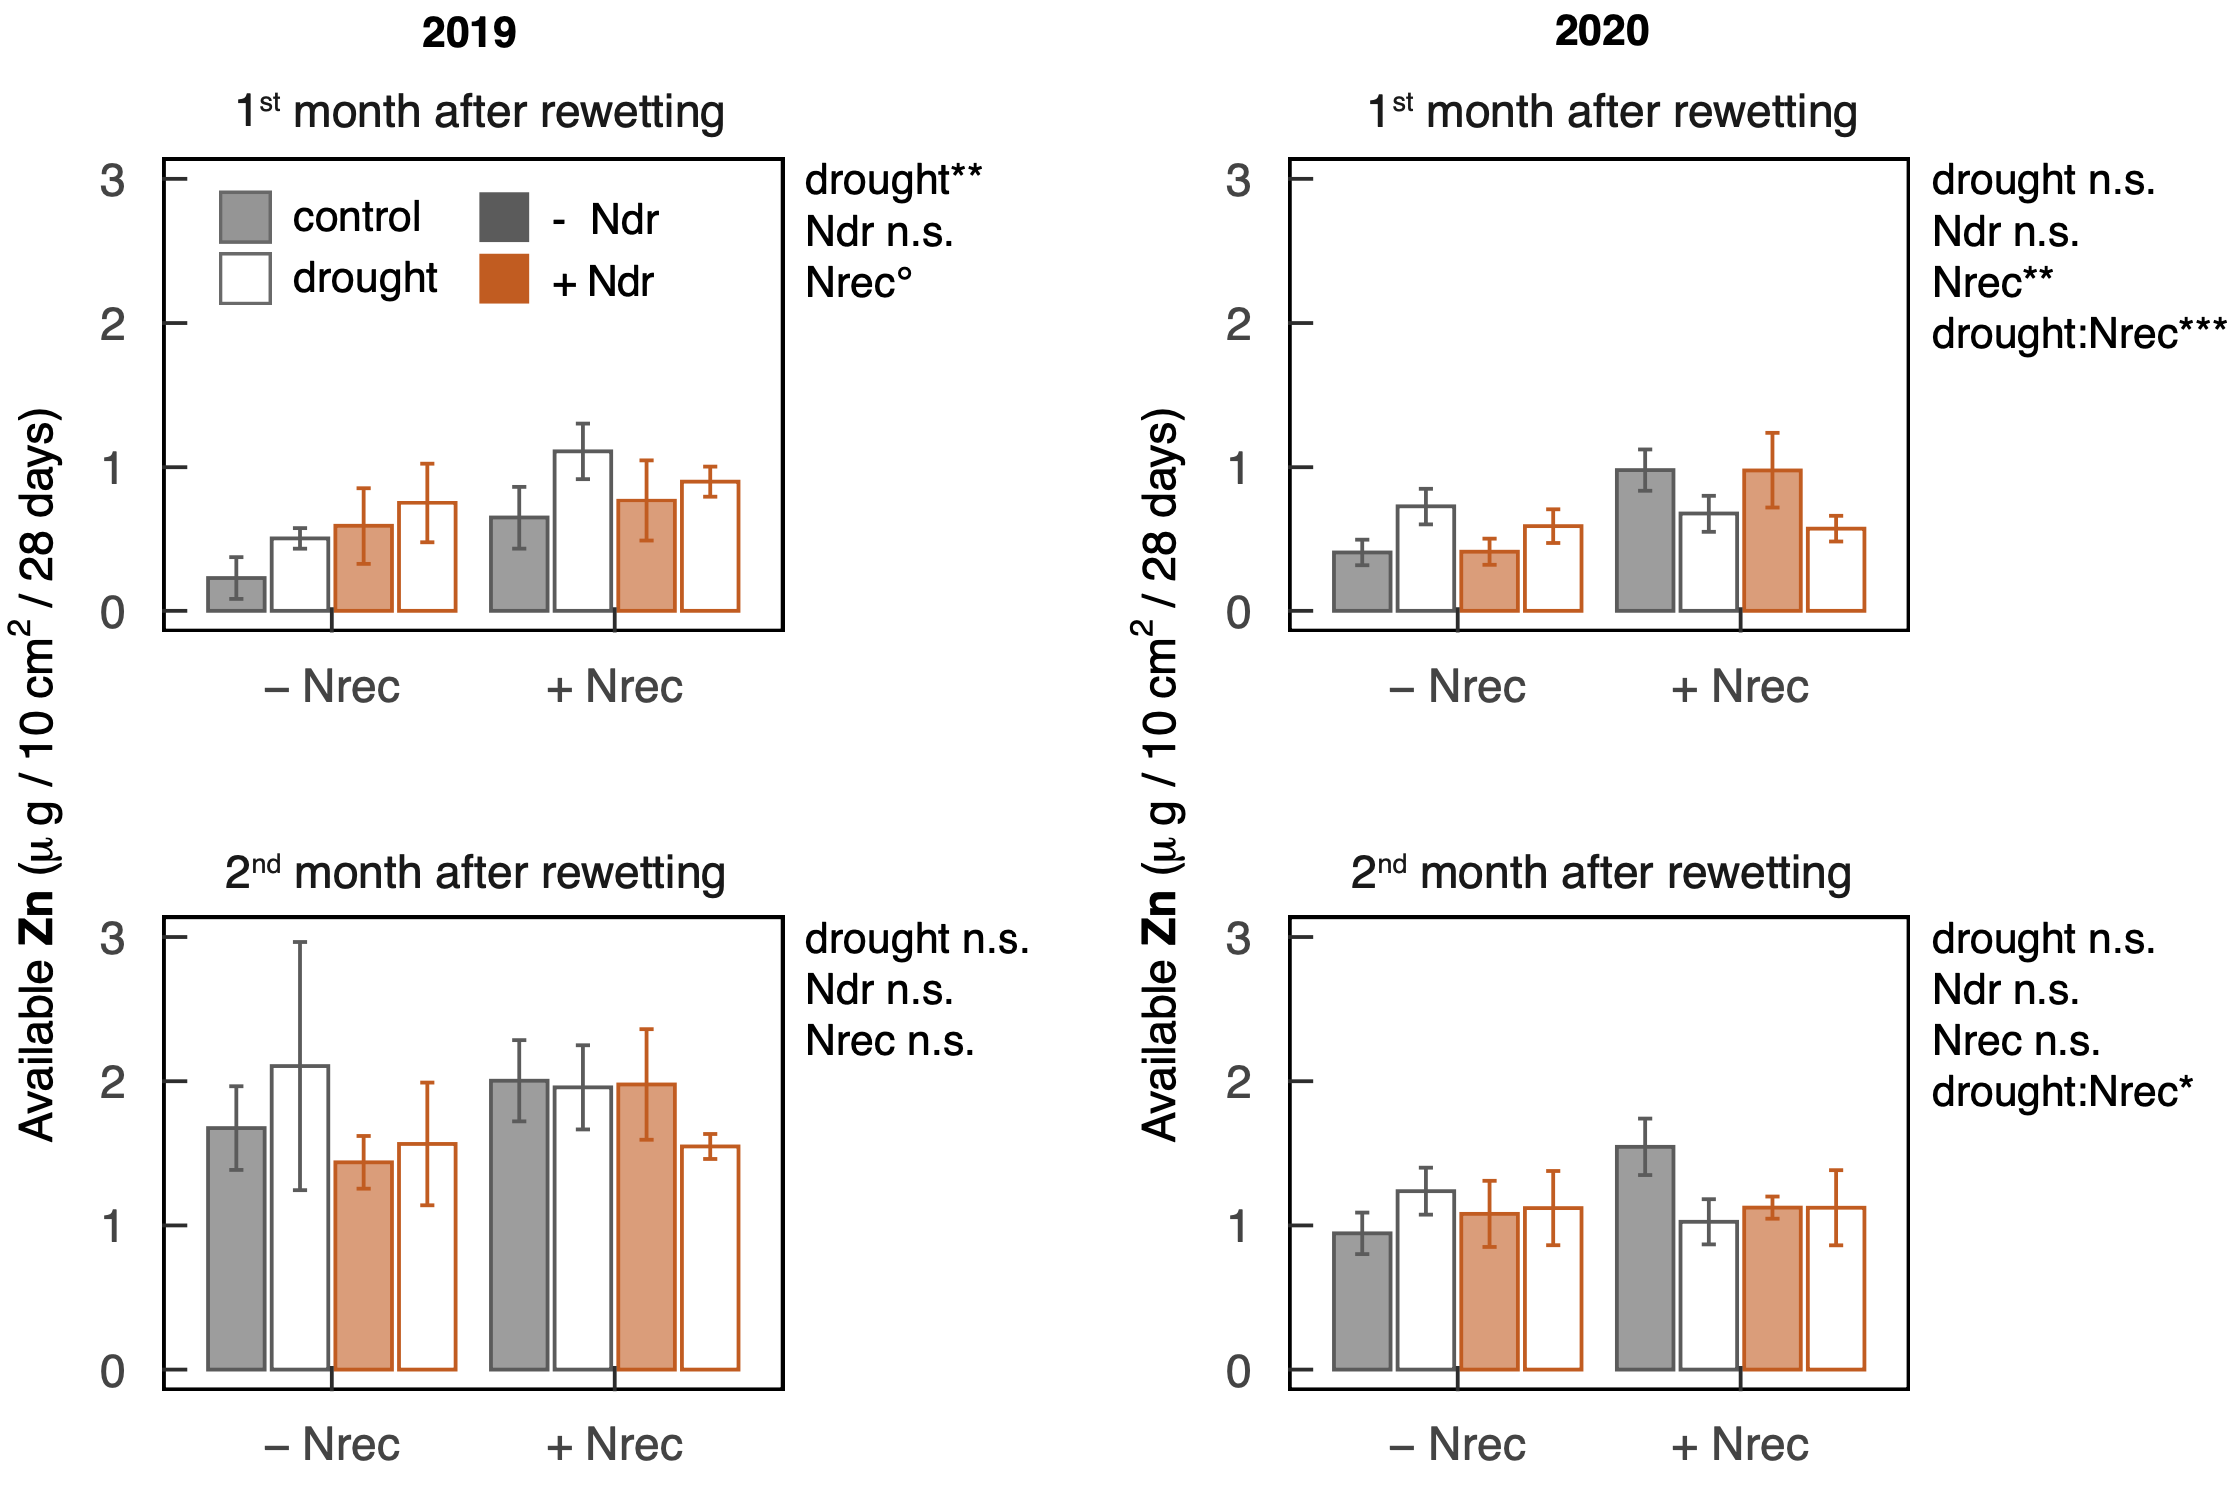 2019
1st month after rewetting
3
2
1
0
control
drought
- Ndr
+ Ndr
drought**
Ndr n.s.
Nrec°
– Nrec
+ Nrec
2020
1st month after rewetting
3
2
1
0
drought n.s.
Ndr n.s.
Nrec**
drought:Nrec***
– Nrec
+ Nrec
Available Zn (μ g / 10 cm2 / 28 days)
Available Zn (μ g / 10 cm2 / 28 days)
2nd month after rewetting
3
2
1
0
drought n.s.
Ndr n.s.
Nrec n.s.
– Nrec
+ Nrec
2nd month after rewetting
3
2
1
0
drought n.s.
Ndr n.s.
Nrec n.s.
drought:Nrec*
– Nrec
+ Nrec